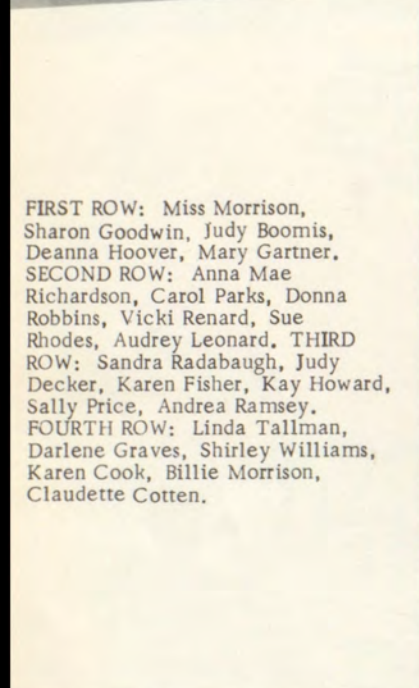 FIRST ROW: Miss Morrison,
Sharon Goodwin, Judy Boomis,
Deanna Hoover, Mary Gartner.
SECOND ROW: Anna Mae
Richardson, Carol Parks, Donna
Robbins, Vicki Renard, Sue
Rhodes, Audrey Leonard. THIRD
ROW: Sandra Radabaugh, Judy
Decker, Karen Fisher, Kay Howard,
Sally Price, Andrea Ramsey.
FOURTH ROW: Linda Tallman,
Darlene Graves, Shirley Williams,
Karen Cook, Billie Morrison,
Claudette Cotten.